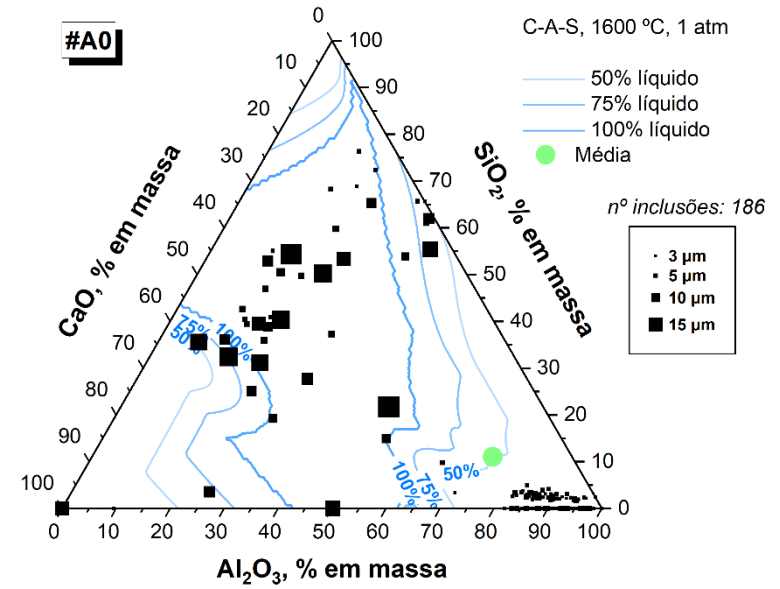 #A0
C-A-S, 1600 ºC, 1 atm
50% líquido
75% líquido
100% líquido
Média
nº inclusões: 186
3 µm
5 µm
10 µm
15 µm
CaO, % em massa
0
10
20
30
40
50
60
70
80
90
100
SiO₂, % em massa
100
90
80
70
60
50
40
30
20
10
0
75%
50%
100%
100%
75%
50%
0 10 20 30 40 50 60 70 80 90 100
Al₂O₃, % em massa